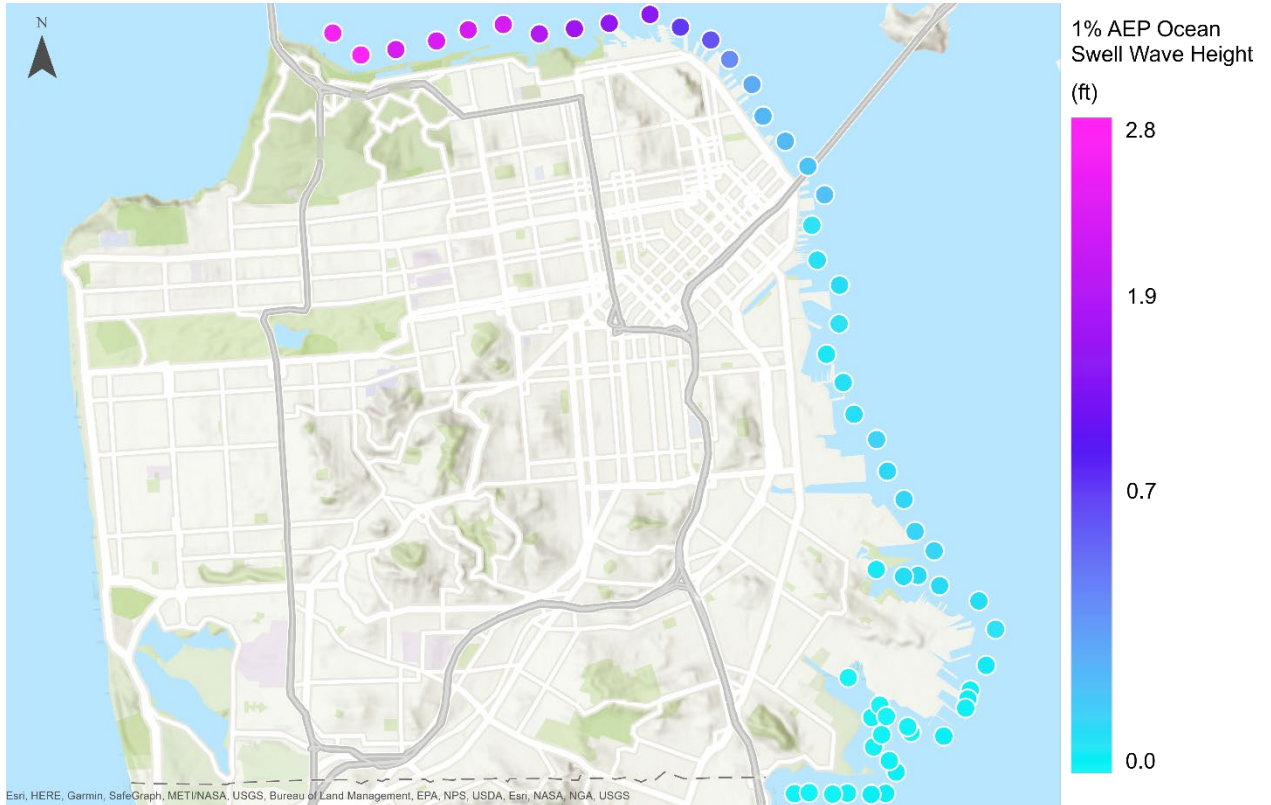 N
1% AEP Ocean
Swell Wave Height
(ft)
2.8
1.9
0.7
0.0
Esri, HERE, Garmin, SafeGraph, METI/NASA, USGS, Bureau of Land Management, EPA, NPS, USDA, Esri, NASA, NGA, USGS